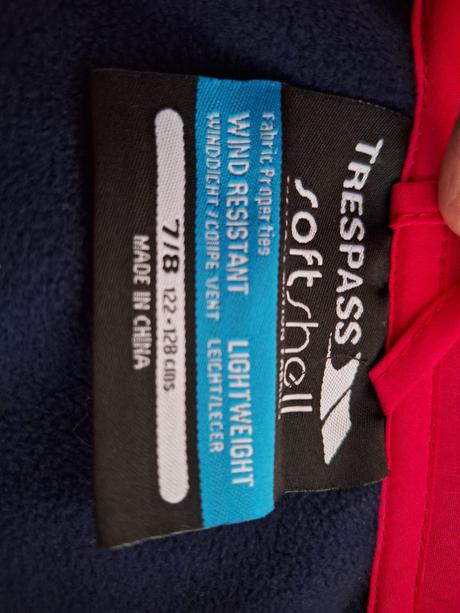 TRESPASS
softshell
Fabric Properties
WIND RESISTANT LIGHTWEIGHT
WINDDICHT/COUPE VENT LEICHT/LEGER
7/8 122-128 cms
MADE IN CHINA